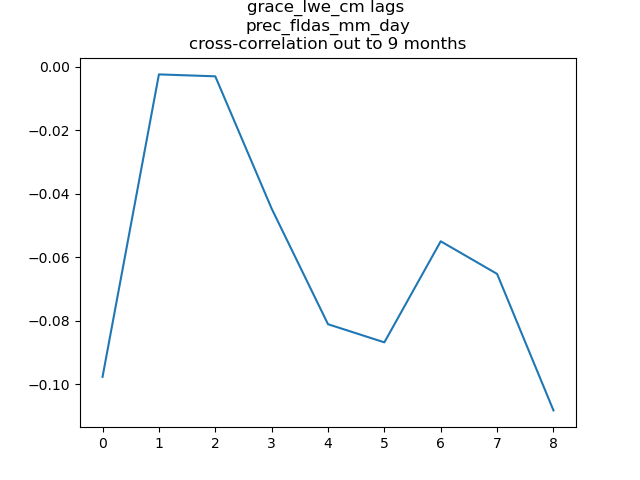 grace_lwe_cm lags
prec_fldas_mm_day
cross-correlation out to 9 months
0.00
−0.02
−0.04
−0.06
−0.08
−0.10
0 1 2 3 4 5 6 7 8